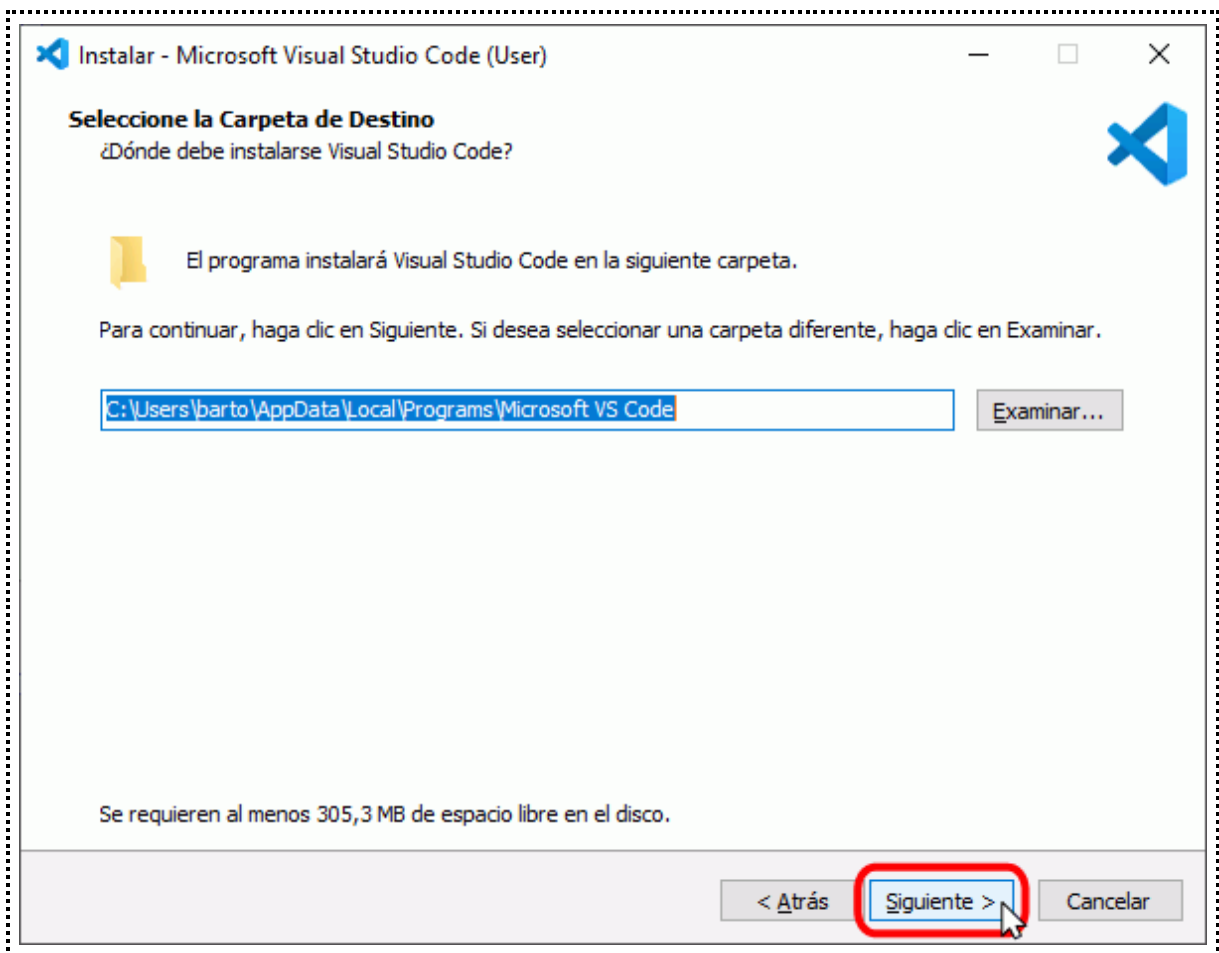 Instalar - Microsoft Visual Studio Code (User)
Seleccione la Carpeta de Destino
¿Dónde debe instalarse Visual Studio Code?
El programa instalará Visual Studio Code en la siguiente carpeta.
Para continuar, haga clic en Siguiente. Si desea seleccionar una carpeta diferente, haga clic en Examinar.
C:\Users\barto\AppData\Local\Programs\Microsoft VS Code
Examinar...
Se requieren al menos 305,3 MB de espacio libre en el disco.
< Atrás
Siguiente >
Cancelar